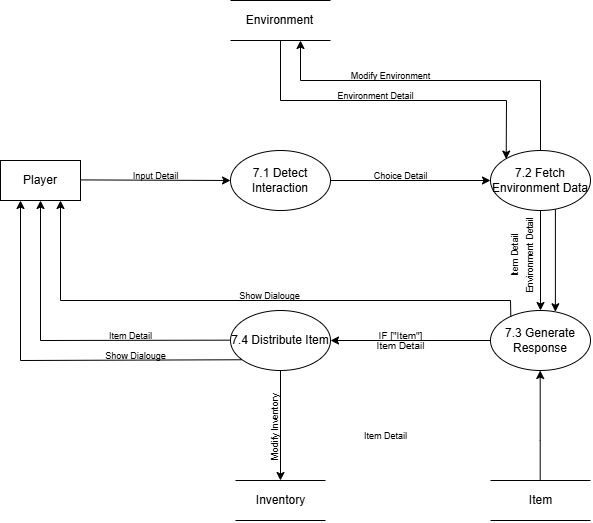 Environment
Modify Environment
Environment Detail
Player
Input Detail
7.1 Detect
Interaction
Choice Detail
7.2 Fetch
Environment Data
Item Detail
Environment Detail
Show Dialouge
7.3 Generate
Response
IF ["Item"]
Item Detail
7.4 Distribute Item
Item Detail
Show Dialouge
Modify Inventory
Item Detail
Inventory
Item